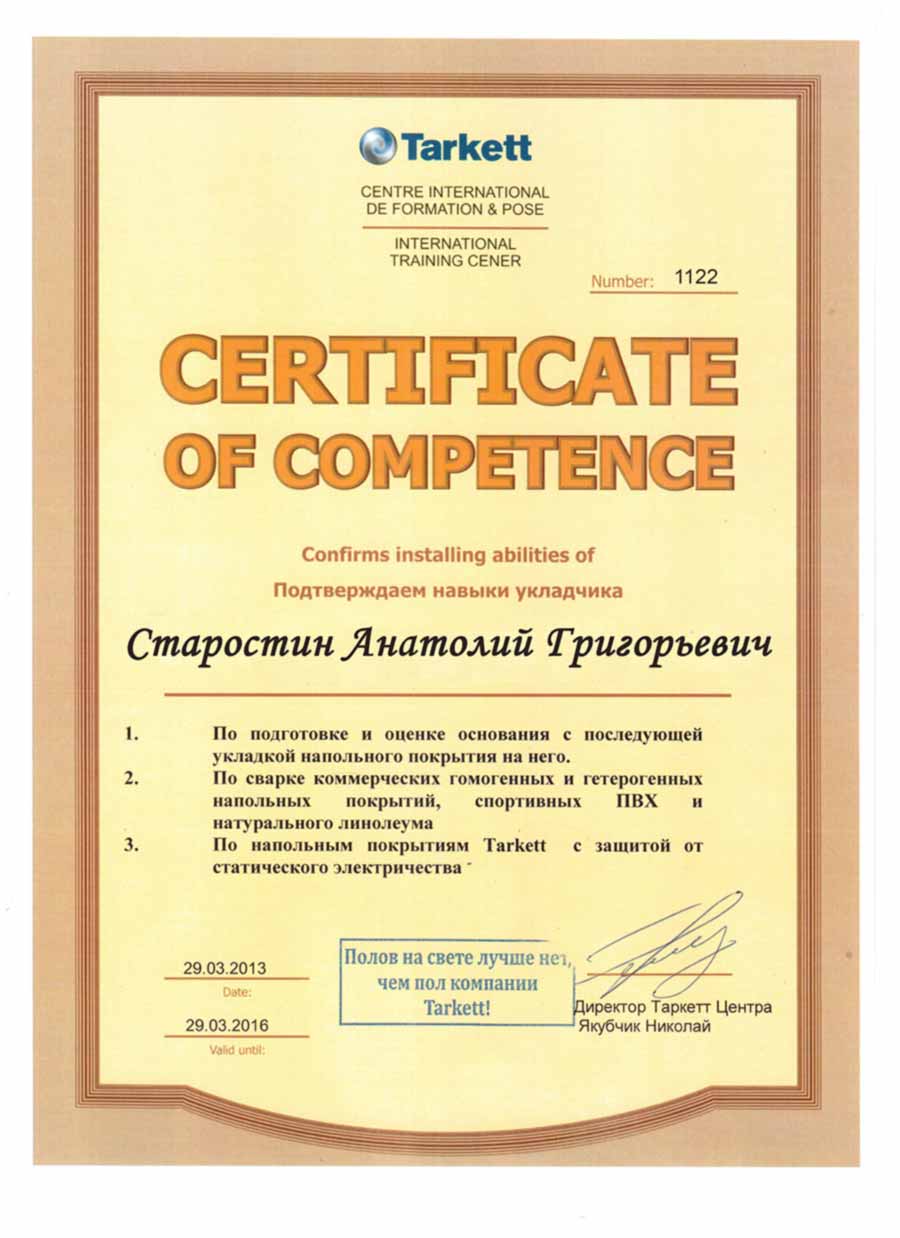 Tarkett
CENTRE INTERNATIONAL
DE FORMATION & POSE
INTERNATIONAL
TRAINING CENER
Number: 1122
CERTIFICATE
OF COMPETENCE
Confirms installing abilities of
Подтверждаем навыки укладчика
Старостин Анатолий Григорьевич
1. По подготовке и оценке основания с последующей
укладкой напольного покрытия на него.
2. По сварке коммерческих гомогенных и гетерогенных
напольных покрытий, спортивных ПВХ и
натурального линолеума
3. По напольным покрытиям Tarkett с защитой от
статического электричества
29.03.2013
Date:
29.03.2016
Valid until:
Полов на свете лучше нет,
чем пол компании
Tarkett!
Директор Таркетт Центра
Якубчик Николай